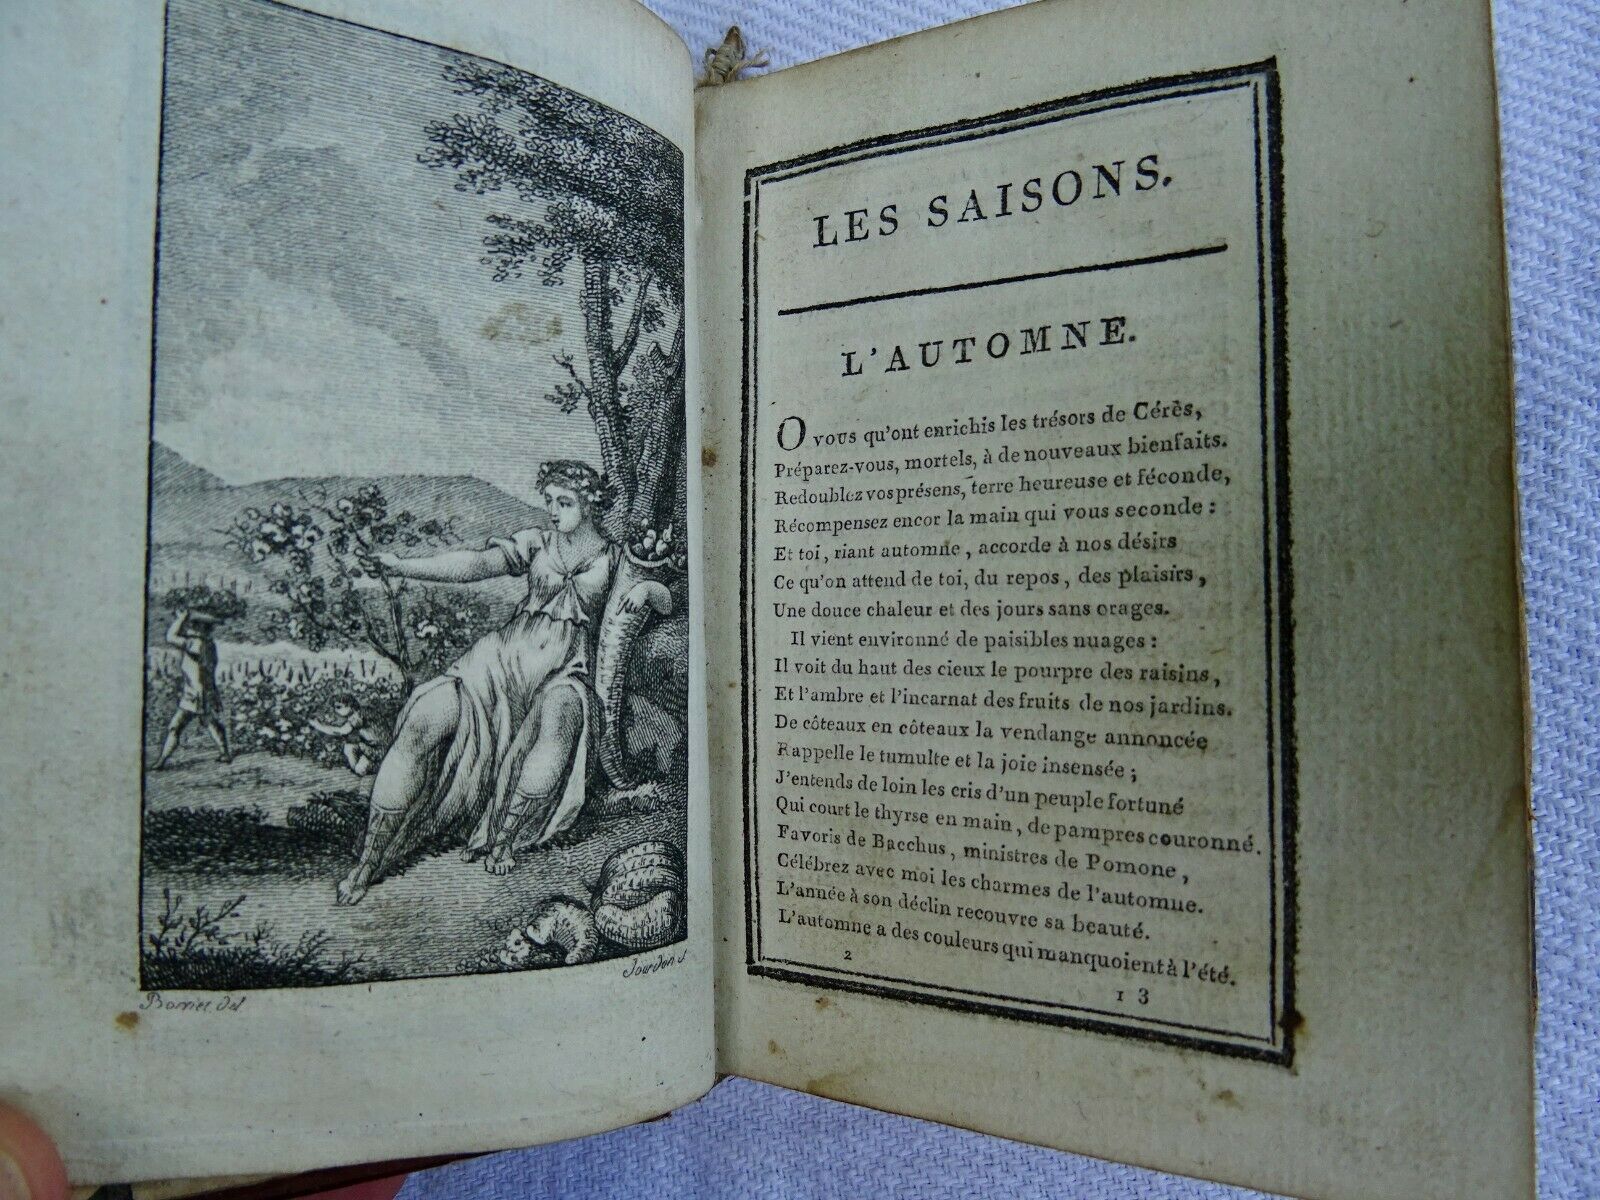 Borniet del
Jourdon s
LES SAISONS.
L'AUTOMNE.
O vous qu'ont enrichis les trésors de Cérès,
Préparez-vous, mortels, à de nouveaux bienfaits.
Redoublez vos présens, terre heureuse et féconde,
Récompensez encor la main qui vous seconde :
Et toi, riant automne, accorde à nos désirs
Ce qu'on attend de toi, du repos, des plaisirs,
Une douce chaleur et des jours sans orages.
Il vient environné de paisibles nuages :
Il voit du haut des cieux le pourpre des raisins,
Et l'ambre et l'incarnat des fruits de nos jardins.
De côteaux en côteaux la vendange annoncée
Rappelle le tumulte et la joie insensée ;
J'entends de loin les cris d'un peuple fortuné
Qui court le thyrse en main, de pampres couronné.
Favoris de Bacchus, ministres de Pomone,
Célébrez avec moi les charmes de l'automne.
L'année à son déclin recouvre sa beauté.
L'automne a des couleurs qui manquoient à l'été.
2
13